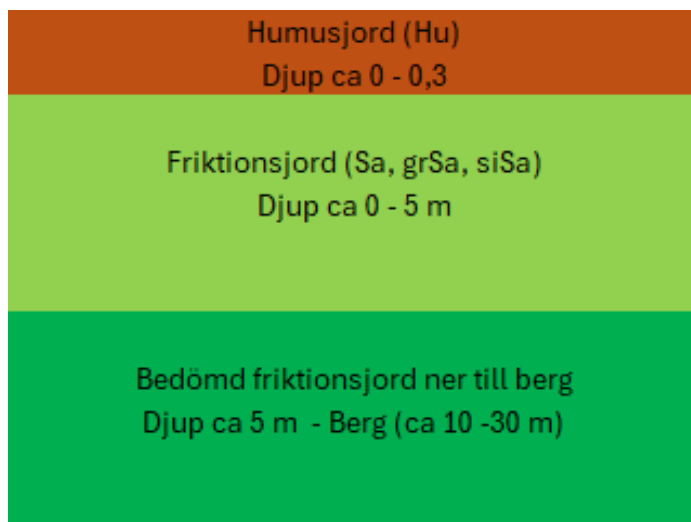 Humusjord (Hu)
Djup ca 0 - 0,3
Friktionsjord (Sa, grSa, siSa)
Djup ca 0 - 5 m
Bedömd friktionsjord ner till berg
Djup ca 5 m  - Berg (ca 10 -30 m)